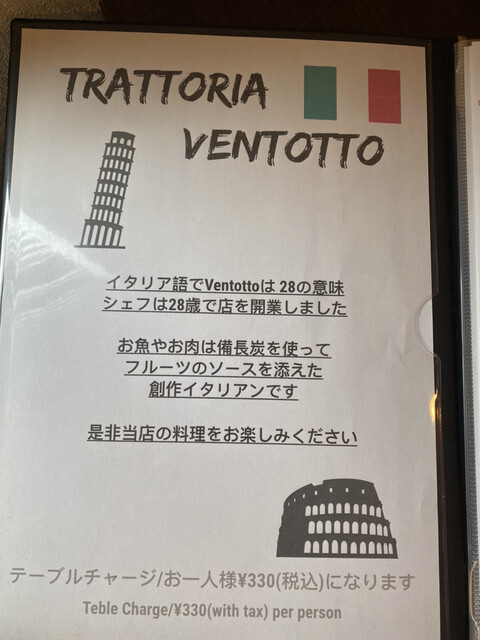 TRATTORIA
VENTOTTO
イタリア語でVentottoは 28の意味
シェフは28歳で店を開業しました
お魚やお肉は備長炭を使って
フルーツのソースを添えた
創作イタリアンです
是非当店の料理をお楽しみください
テーブルチャージ/お一人様¥330(税込)になります
Teble Charge/¥330(with tax) per person